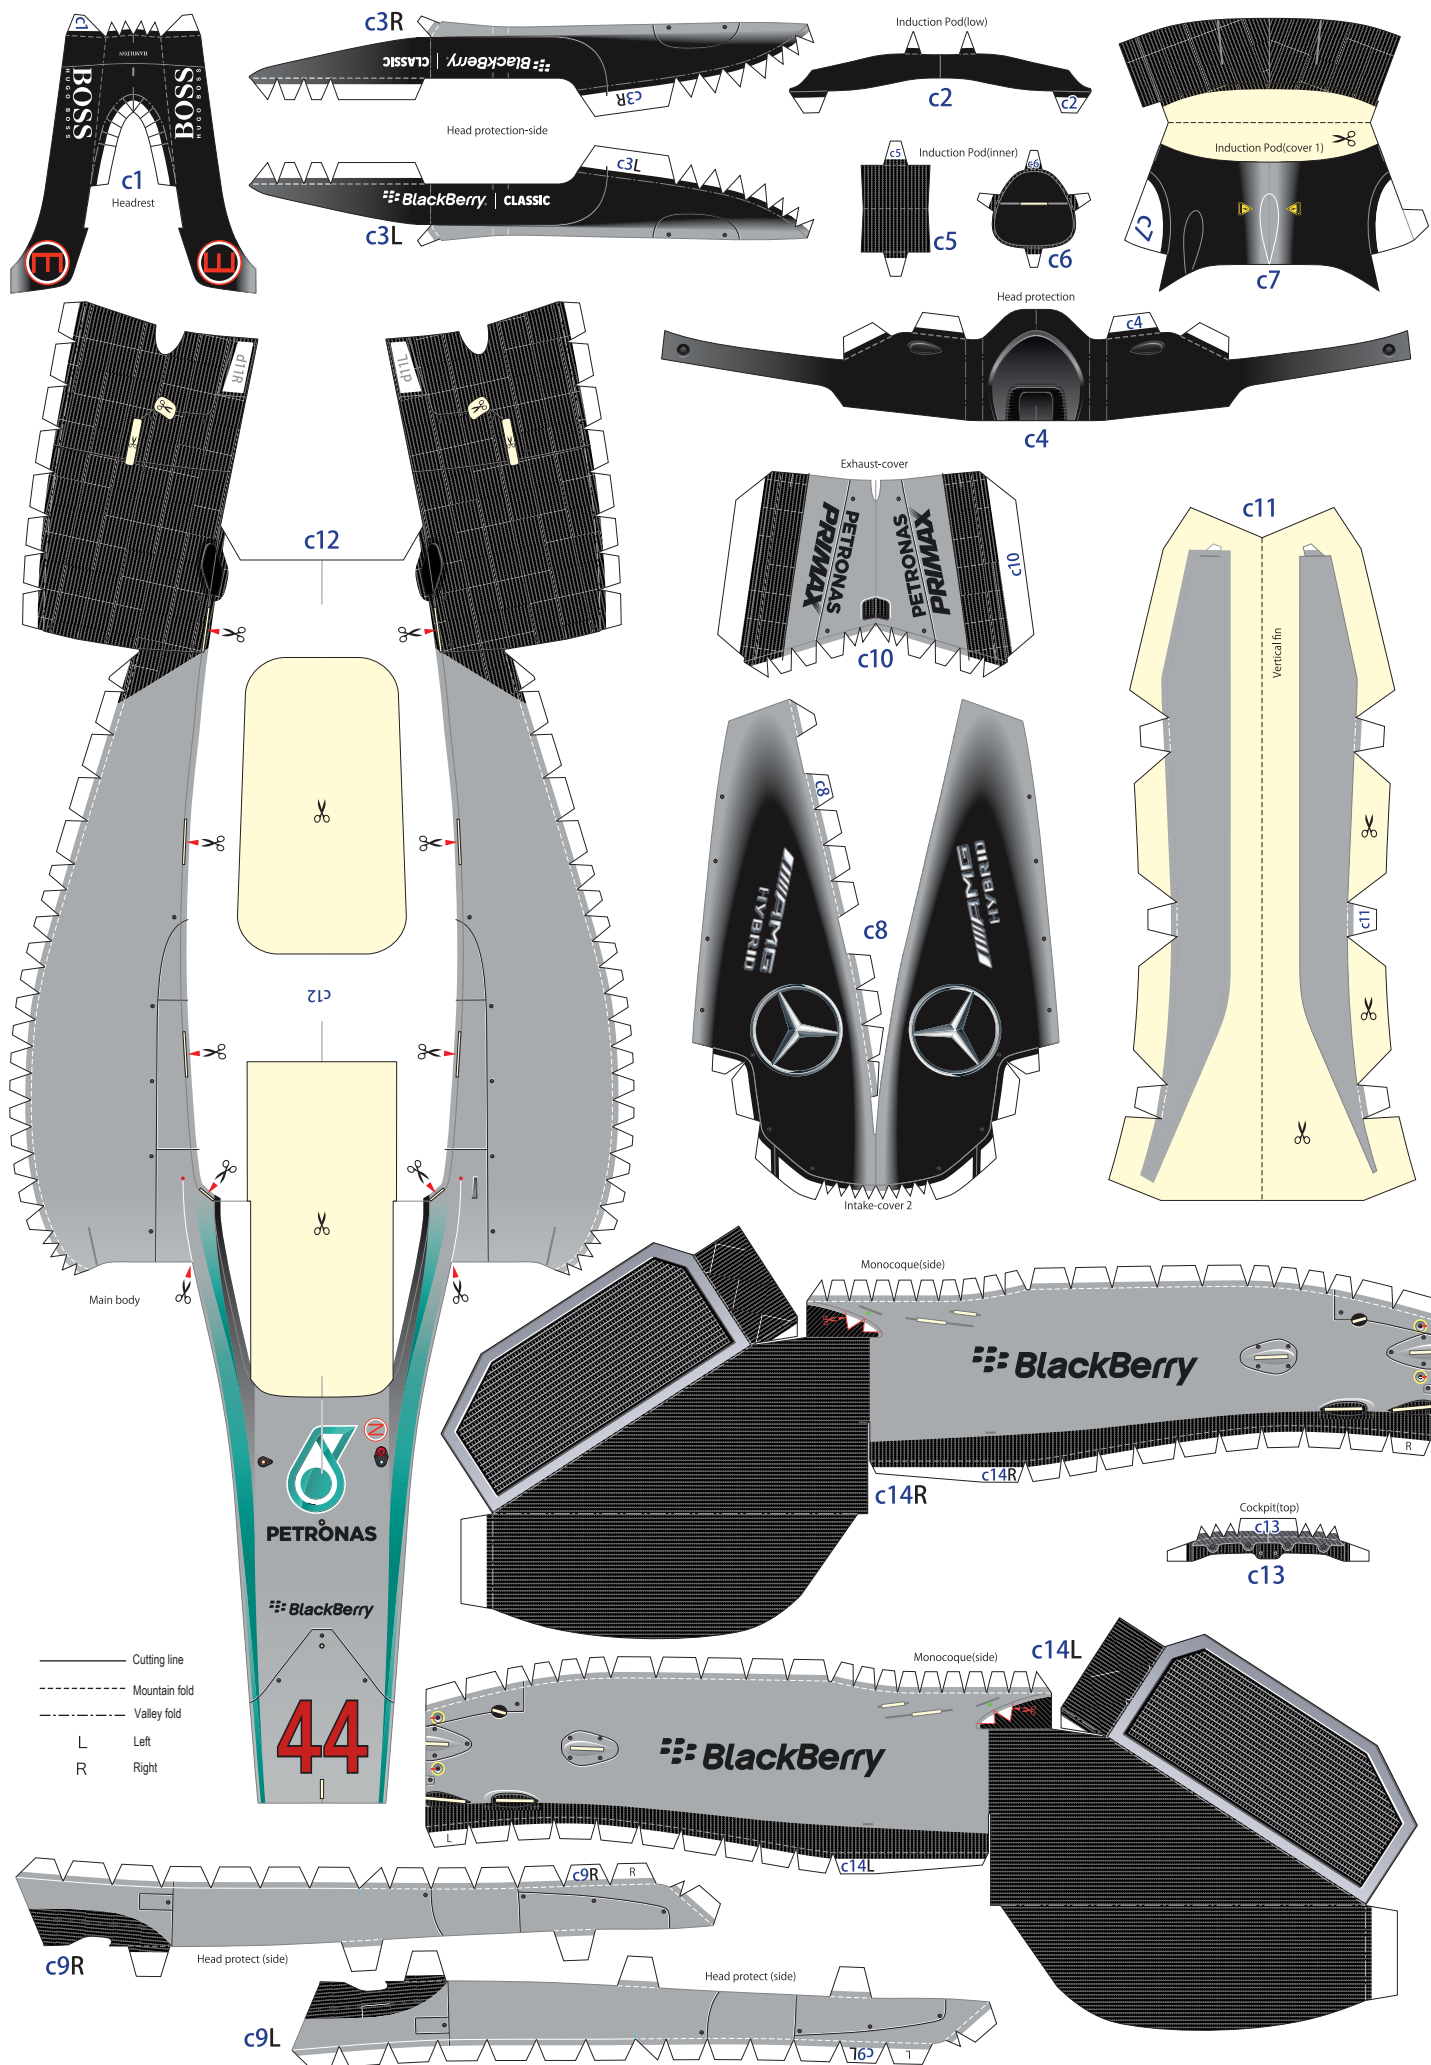 c1
HAMILTON
BOSS
HUGO BOSS
BOSS
HUGO BOSS
c1
Headrest
E
E
c3R
CLASSIC | BlackBerry
c3R
Head protection-side
c3L
BlackBerry | CLASSIC
c3L
Induction Pod(low)
c2
c2
Induction Pod(inner)
c5
c5
c6
c6
Induction Pod(cover 1)
c7
c7
Head protection
c4
c4
d11R
d11L
c12
c12
Main body
Exhaust-cover
PETRONAS
PRIMAX
PETRONAS
PRIMAX
c10
c10
c11
Vertical fin
c11
c8
AMG
HYBRID
AMG
HYBRID
c8
Intake-cover 2
Monocoque(side)
BlackBerry
R
c14R
c14R
Cockpit(top)
c13
c13
N
PETRONAS
BlackBerry
44
Cutting line
Mountain fold
Valley fold
L Left
R Right
Monocoque(side)
c14L
BlackBerry
L
c14L
c9R
R
Head protect (side)
c9R
Head protect (side)
c9L
c9L
L